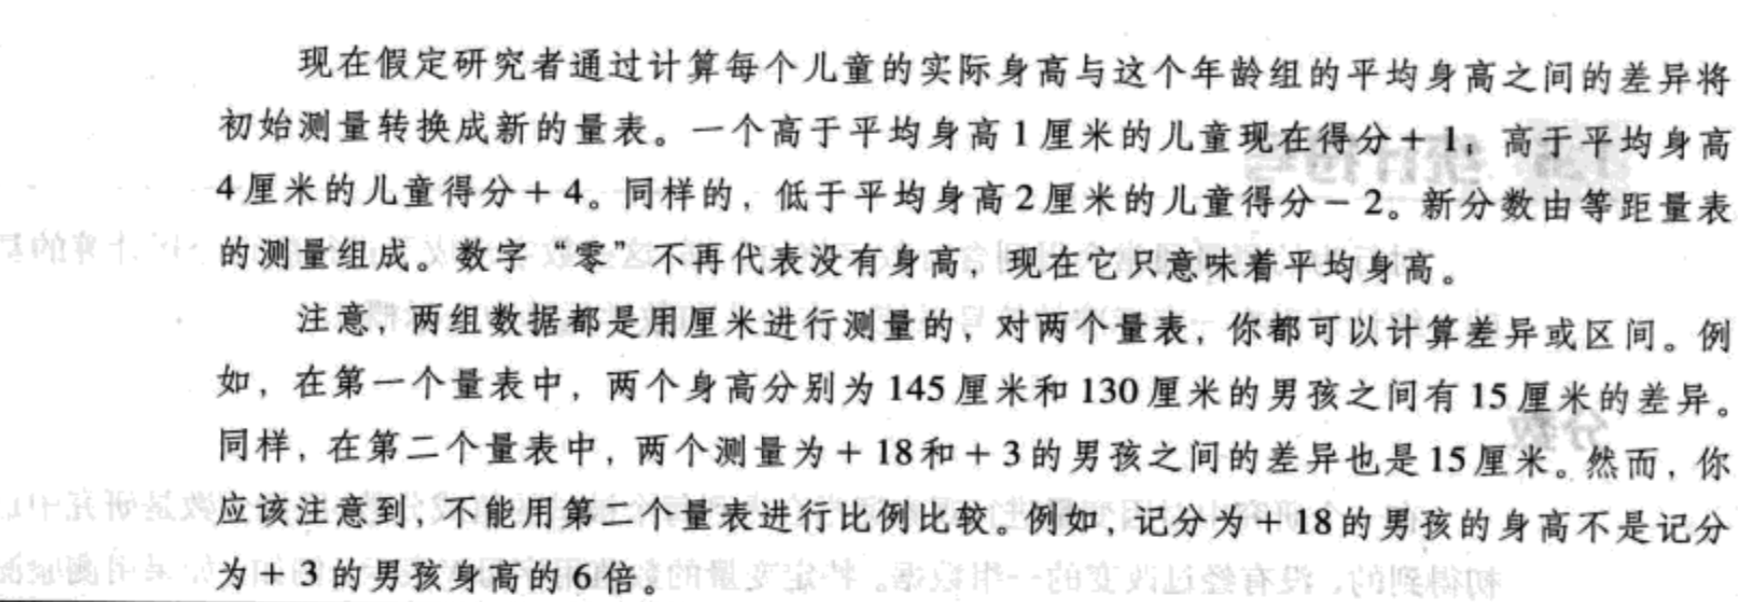 现在假定研究者通过计算每个儿童的实际身高与这个年龄组的平均身高之间的差异将
初始测量转换成新的量表。一个高于平均身高1厘米的儿童现在得分+1；高于平均身高
4厘米的儿童得分+4。同样的，低于平均身高2厘米的儿童得分-2。新分数由等距量表
的测量组成。数字“零”不再代表没有身高，现在它只意味着平均身高。
注意，两组数据都是用厘米进行测量的，对两个量表，你都可以计算差异或区间。例
如，在第一个量表中，两个身高分别为145厘米和130厘米的男孩之间有15厘米的差异。
同样，在第二个量表中，两个测量为+18和+3的男孩之间的差异也是15厘米。然而，你
应该注意到，不能用第二个量表进行比例比较。例如，记分为+18的男孩的身高不是记分
为+3的男孩身高的6倍。